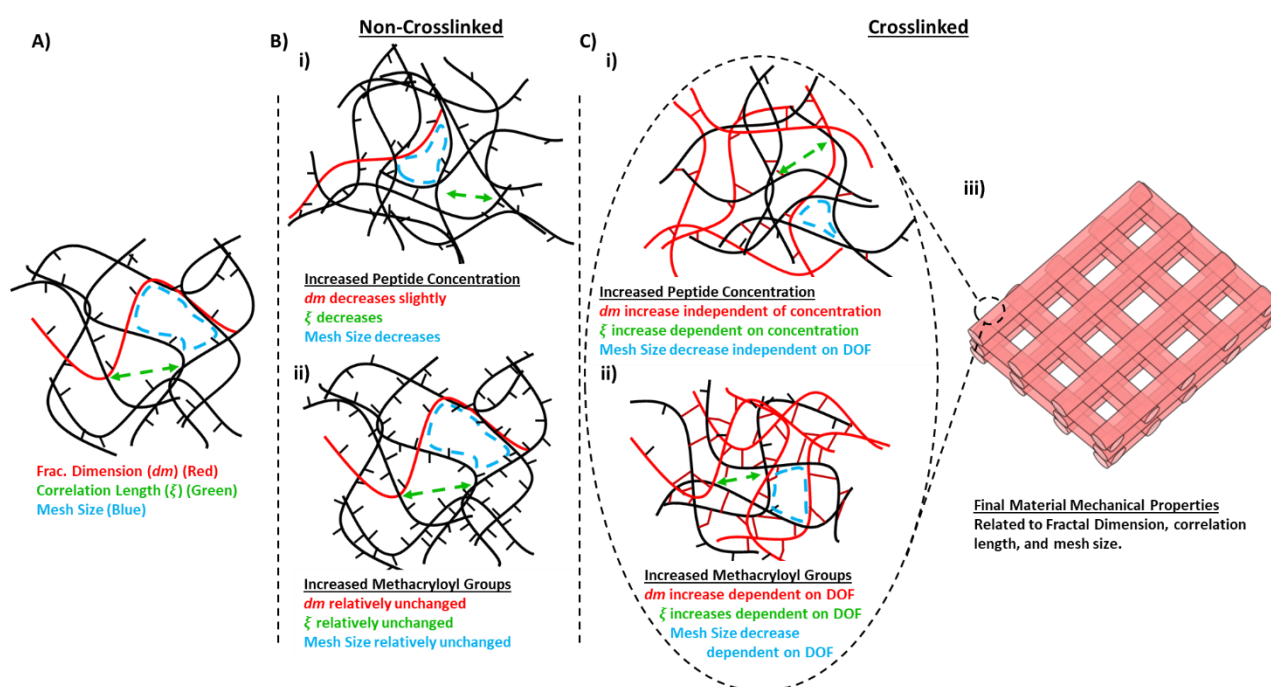 A)
Frac. Dimension (dm) (Red)
Correlation Length (ξ) (Green)
Mesh Size (Blue)
Non-Crosslinked
B)
i)
Increased Peptide Concentration
dm decreases slightly
ξ decreases
Mesh Size decreases
ii)
Increased Methacryloyl Groups
dm relatively unchanged
ξ relatively unchanged
Mesh Size relatively unchanged
Crosslinked
C)
i)
Increased Peptide Concentration
dm increase independent of concentration
ξ increase dependent on concentration
Mesh Size decrease independent on DOF
ii)
Increased Methacryloyl Groups
dm increase dependent on DOF
ξ increases dependent on DOF
Mesh Size decrease
dependent on DOF
iii)
Final Material Mechanical Properties
Related to Fractal Dimension, correlation
length, and mesh size.